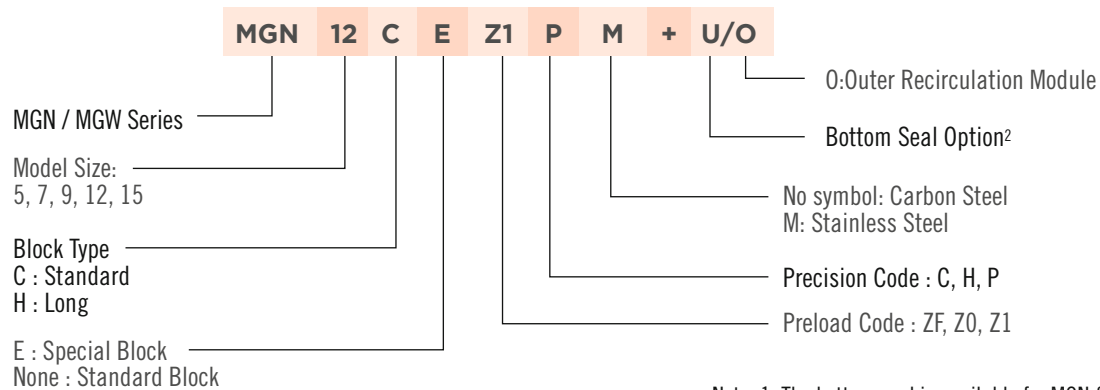 MGN 12 C E Z1 P M + U/O
O:Outer Recirculation Module
MGN / MGW Series
Bottom Seal Option2
Model Size:
5, 7, 9, 12, 15
No symbol: Carbon Steel
M: Stainless Steel
Block Type
C : Standard
H : Long
Precision Code : C, H, P
Preload Code : ZF, Z0, Z1
E : Special Block
None : Standard Block